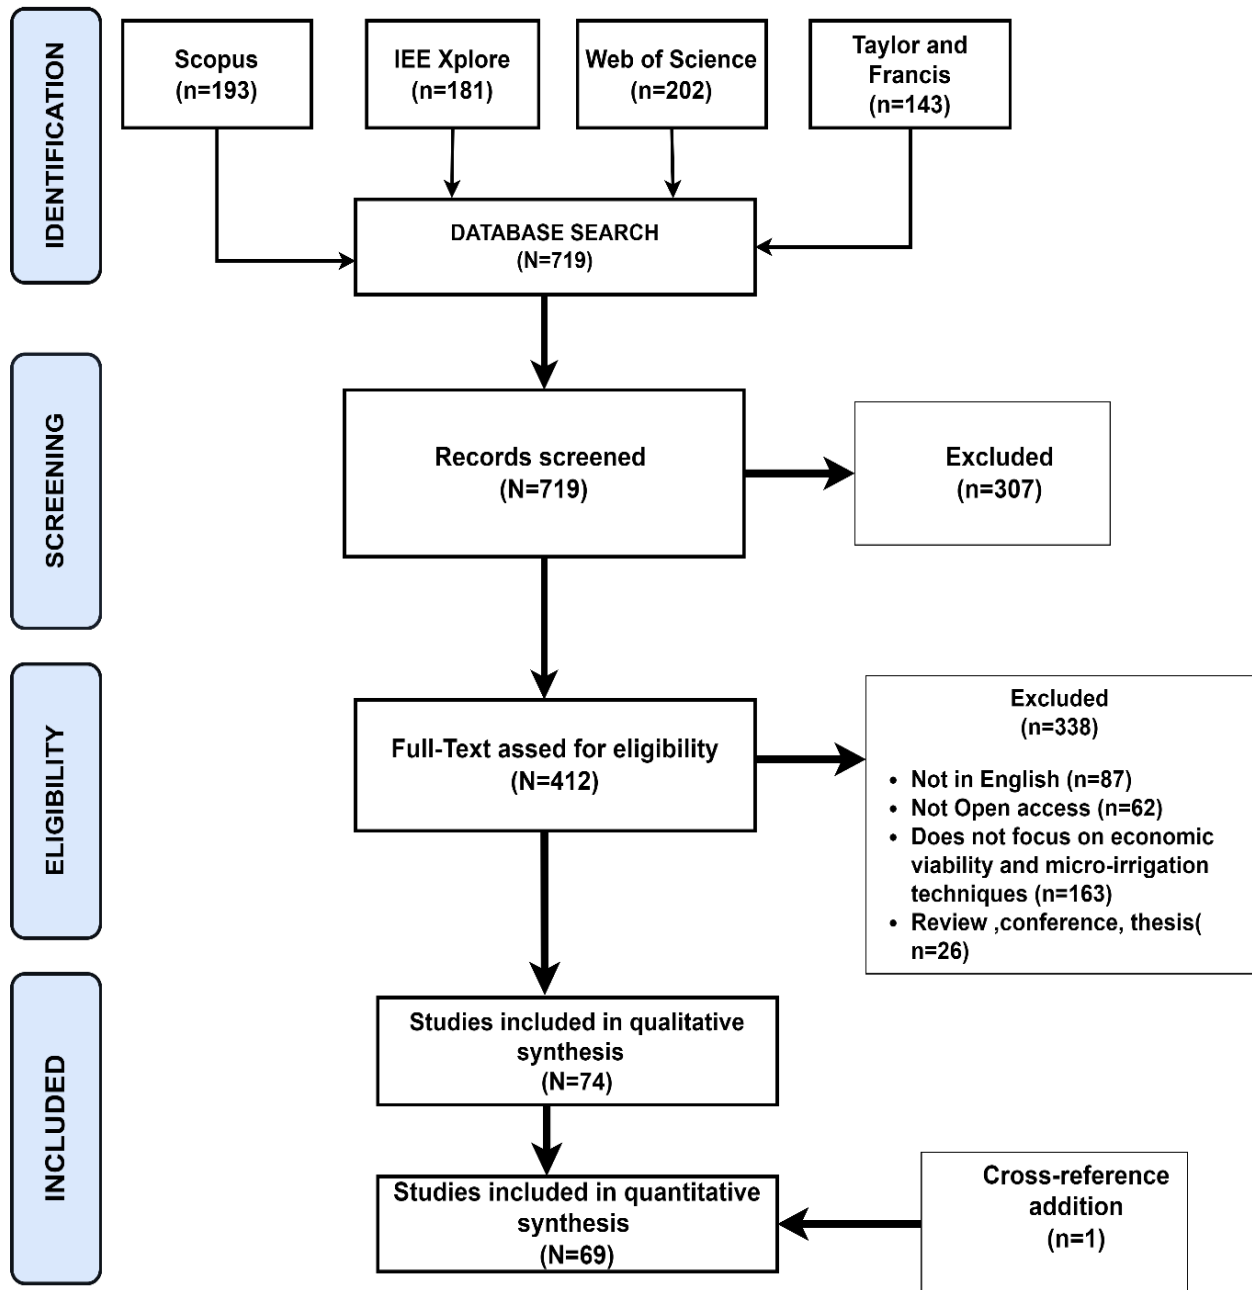 IDENTIFICATION
Scopus
(n=193)
IEE Xplore
(n=181)
Web of Science
(n=202)
Taylor and
Francis
(n=143)
DATABASE SEARCH
(N=719)
SCREENING
Records screened
(N=719)
Excluded
(n=307)
ELIGIBILITY
Full-Text assed for eligibility
(N=412)
Excluded
(n=338)
• Not in English (n=87)
• Not Open access (n=62)
• Does not focus on economic
viability and micro-irrigation
techniques (n=163)
• Review ,conference, thesis(
n=26)
INCLUDED
Studies included in qualitative
synthesis
(N=74)
Studies included in quantitative
synthesis
(N=69)
Cross-reference
addition
(n=1)